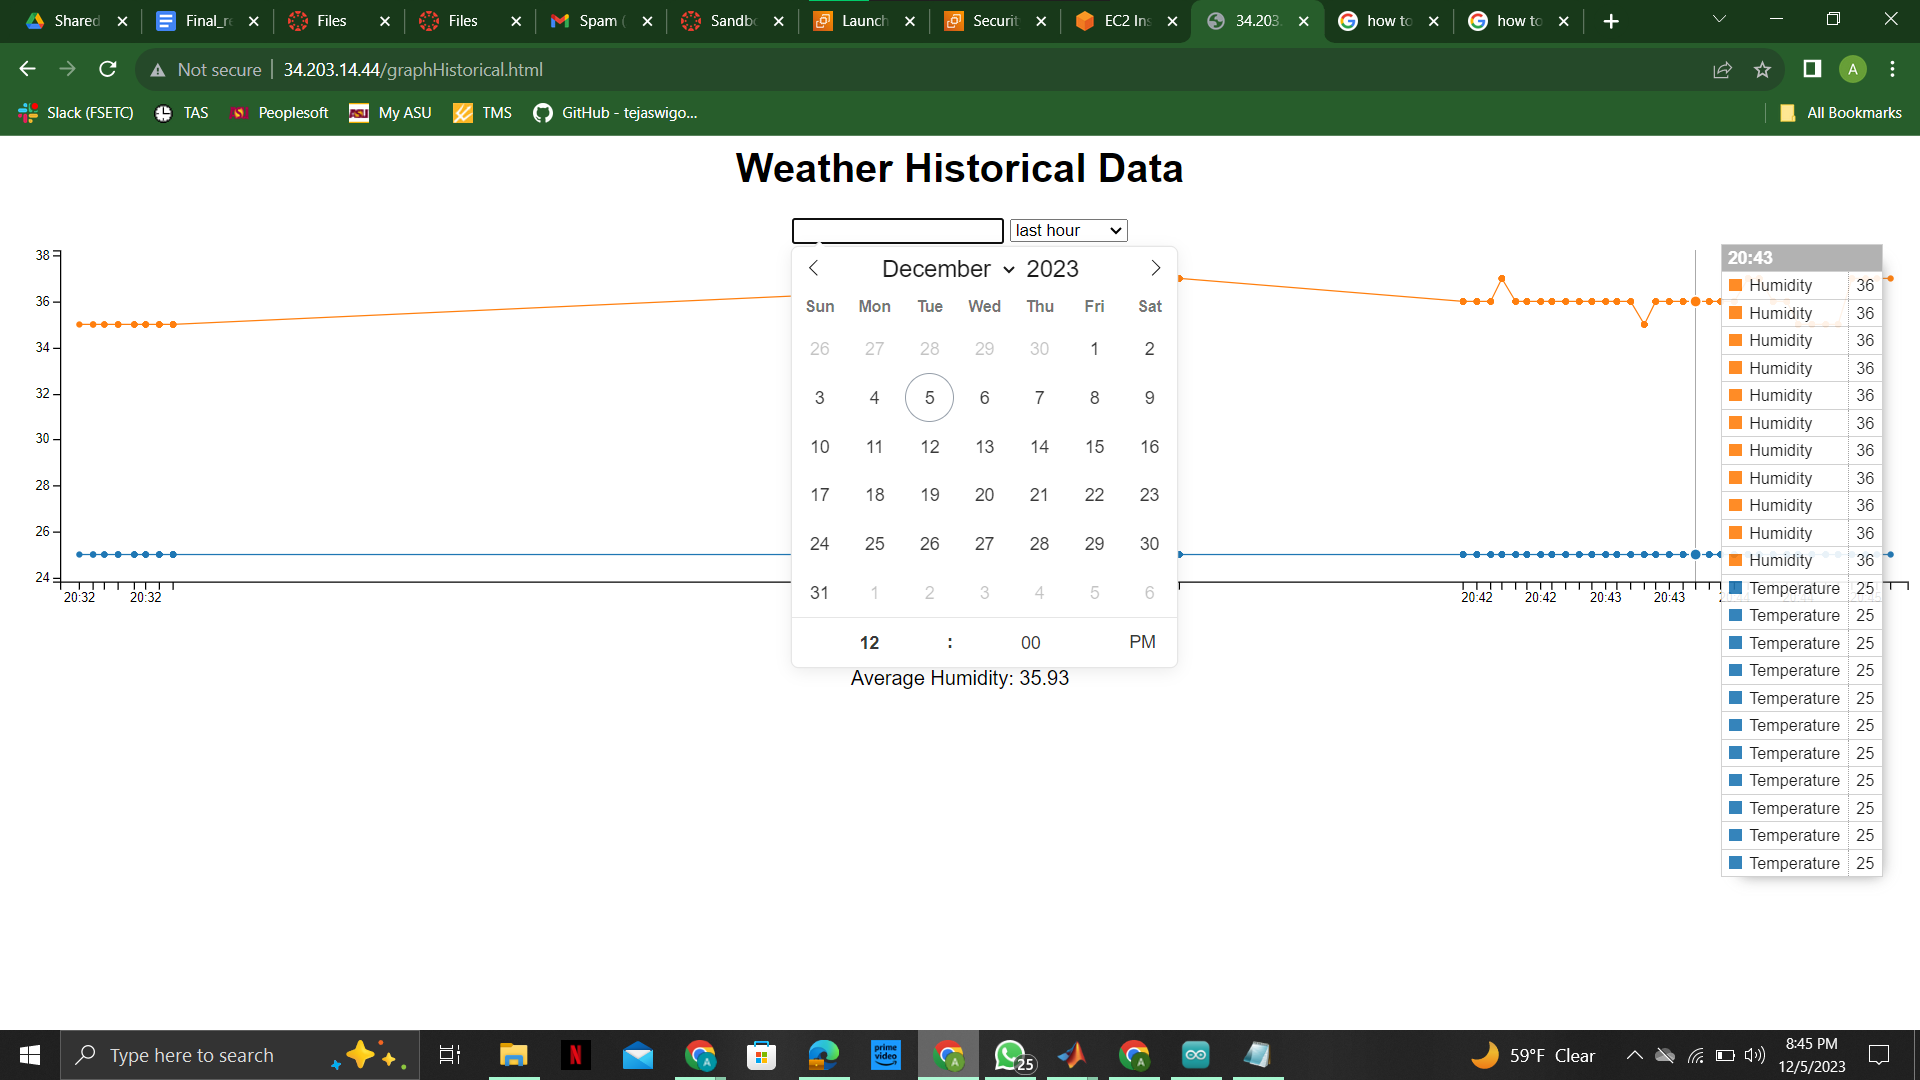 Shared
Final_re
Files
Files
Spam (
Sandbo
Launch
Securit
EC2 Ins
34.203.
how to
how to
Not secure
34.203.14.44/graphHistorical.html
A
Slack (FSETC)
TAS
Peoplesoft
My ASU
TMS
GitHub - tejaswigo...
All Bookmarks
Weather Historical Data
last hour
December 2023
Sun Mon Tue Wed Thu Fri Sat
26 27 28 29 30 1 2
3 4 5 6 7 8 9
10 11 12 13 14 15 16
17 18 19 20 21 22 23
24 25 26 27 28 29 30
31 1 2 3 4 5 6
12 : 00 PM
38
36
34
32
30
28
26
24
20:32 20:32 20:42 20:42 20:43 20:43
20:43
Humidity 36
Humidity 36
Humidity 36
Humidity 36
Humidity 36
Humidity 36
Humidity 36
Humidity 36
Humidity 36
Humidity 36
Humidity 36
Temperature 25
Temperature 25
Temperature 25
Temperature 25
Temperature 25
Temperature 25
Temperature 25
Temperature 25
Temperature 25
Temperature 25
Temperature 25
Average Humidity: 35.93
Type here to search
N
prime video
25
59°F Clear
8:45 PM
12/5/2023